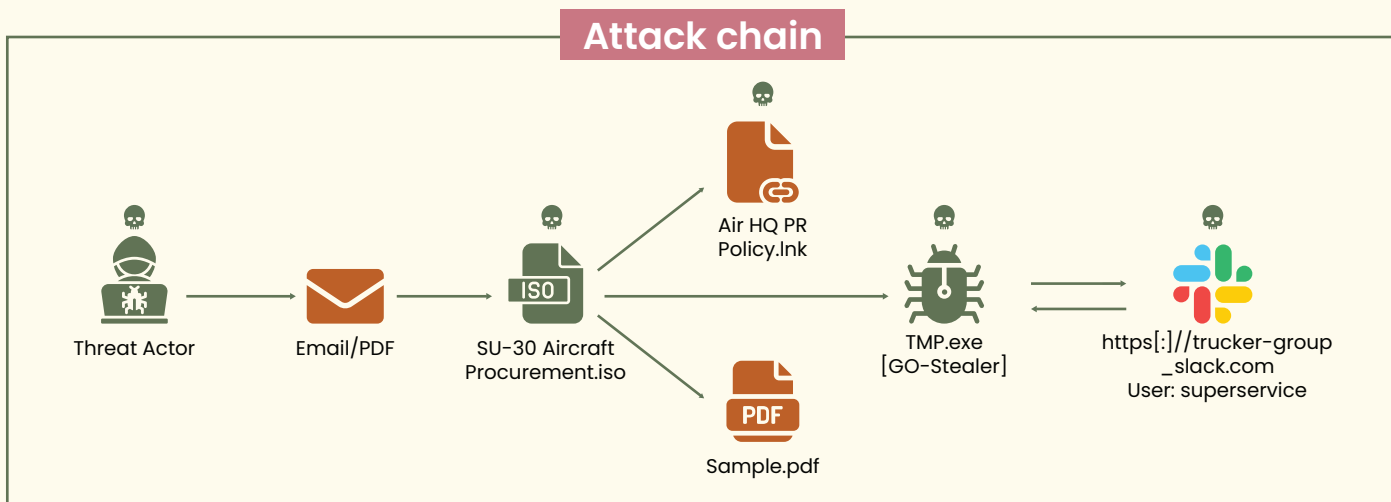 Attack chain
Threat Actor
Email/PDF
ISO
SU-30 Aircraft
Procurement.iso
Air HQ PR
Policy.lnk
PDF
Sample.pdf
TMP.exe
[GO-Stealer]
https[:]//trucker-group
_slack.com
User: superservice